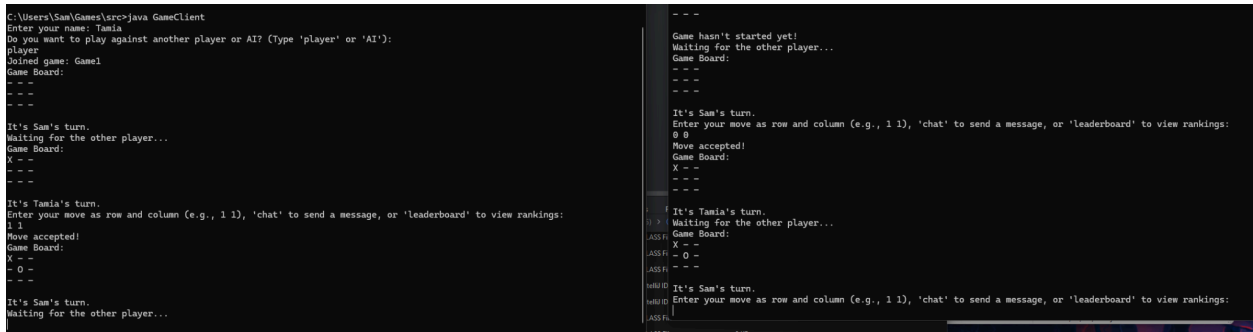 C:\Users\Sam\Games\src>java GameClient
Enter your name: Tamia
Do you want to play against another player or AI? (Type 'player' or 'AI'):
player
Joined game: Game1
Game Board:
- - -
- - -
- - -
It's Sam's turn.
Waiting for the other player...
Game Board:
X - -
- - -
- - -
It's Tamia's turn.
Enter your move as row and column (e.g., 1 1), 'chat' to send a message, or 'leaderboard' to view rankings:
1 1
Move accepted!
Game Board:
X - -
- O -
- - -
It's Sam's turn.
Waiting for the other player...
- - -
Game hasn't started yet!
Waiting for the other player...
Game Board:
- - -
- - -
- - -
It's Sam's turn.
Enter your move as row and column (e.g., 1 1), 'chat' to send a message, or 'leaderboard' to view rankings:
0 0
Move accepted!
Game Board:
X - -
- - -
- - -
It's Tamia's turn.
Waiting for the other player...
Game Board:
X - -
- O -
- - -
It's Sam's turn.
Enter your move as row and column (e.g., 1 1), 'chat' to send a message, or 'leaderboard' to view rankings: